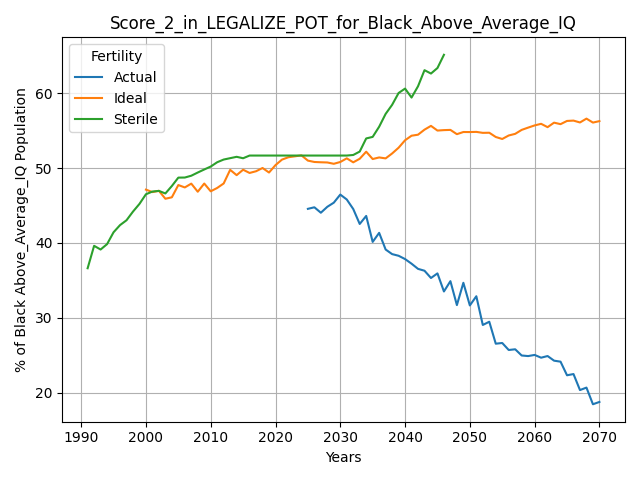 Score_2_in_LEGALIZE_POT_for_Black_Above_Average_IQ
% of Black Above_Average_IQ Population
60
50
40
30
20
Fertility
Actual
Ideal
Sterile
1990 2000 2010 2020 2030 2040 2050 2060 2070
Years